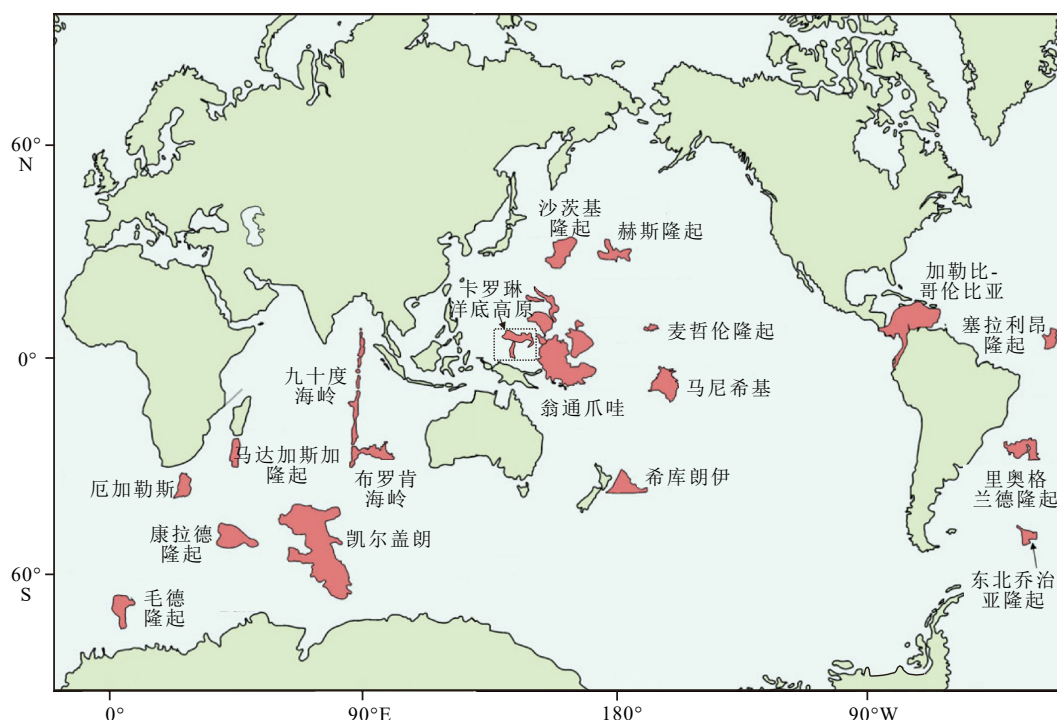 60°
N
0°
60°
S
沙茨基
隆起
赫斯隆起
卡罗琳
洋底高原
加勒比-
哥伦比亚
塞拉利昂
隆起
麦哲伦隆起
九十度
海岭
马尼希基
翁通爪哇
马达加斯加
隆起
布罗肯
海岭
希库朗伊
里奥格
兰德隆起
厄加勒斯
康拉德
隆起
凯尔盖朗
东北乔治
亚隆起
毛德
隆起
0°
90°E
180°
90°W